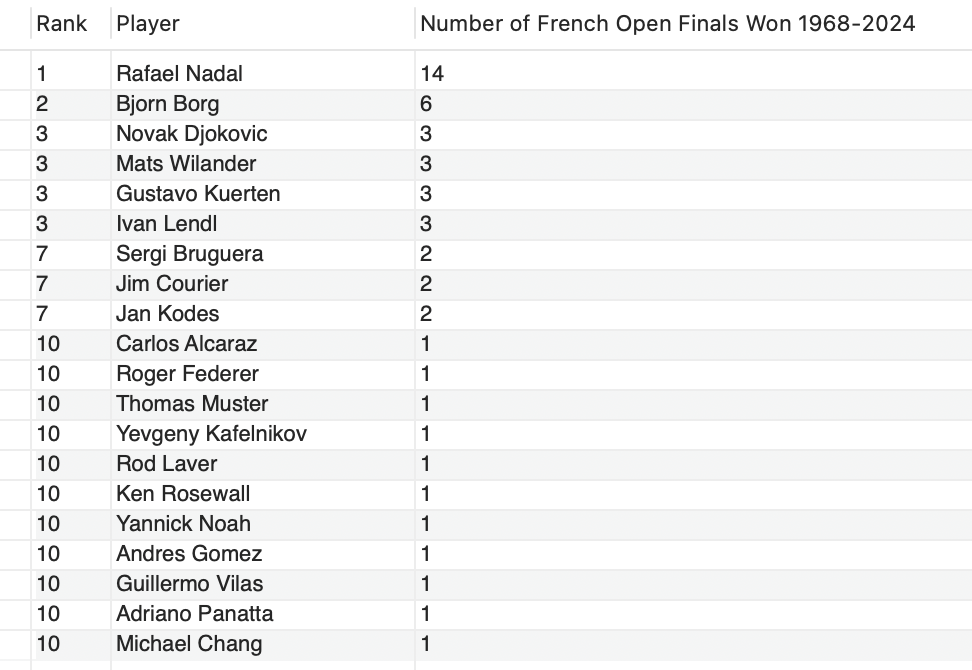 Rank Player Number of French Open Finals Won 1968-2024
1 Rafael Nadal 14
2 Bjorn Borg 6
3 Novak Djokovic 3
3 Mats Wilander 3
3 Gustavo Kuerten 3
3 Ivan Lendl 3
7 Sergi Bruguera 2
7 Jim Courier 2
7 Jan Kodes 2
10 Carlos Alcaraz 1
10 Roger Federer 1
10 Thomas Muster 1
10 Yevgeny Kafelnikov 1
10 Rod Laver 1
10 Ken Rosewall 1
10 Yannick Noah 1
10 Andres Gomez 1
10 Guillermo Vilas 1
10 Adriano Panatta 1
10 Michael Chang 1